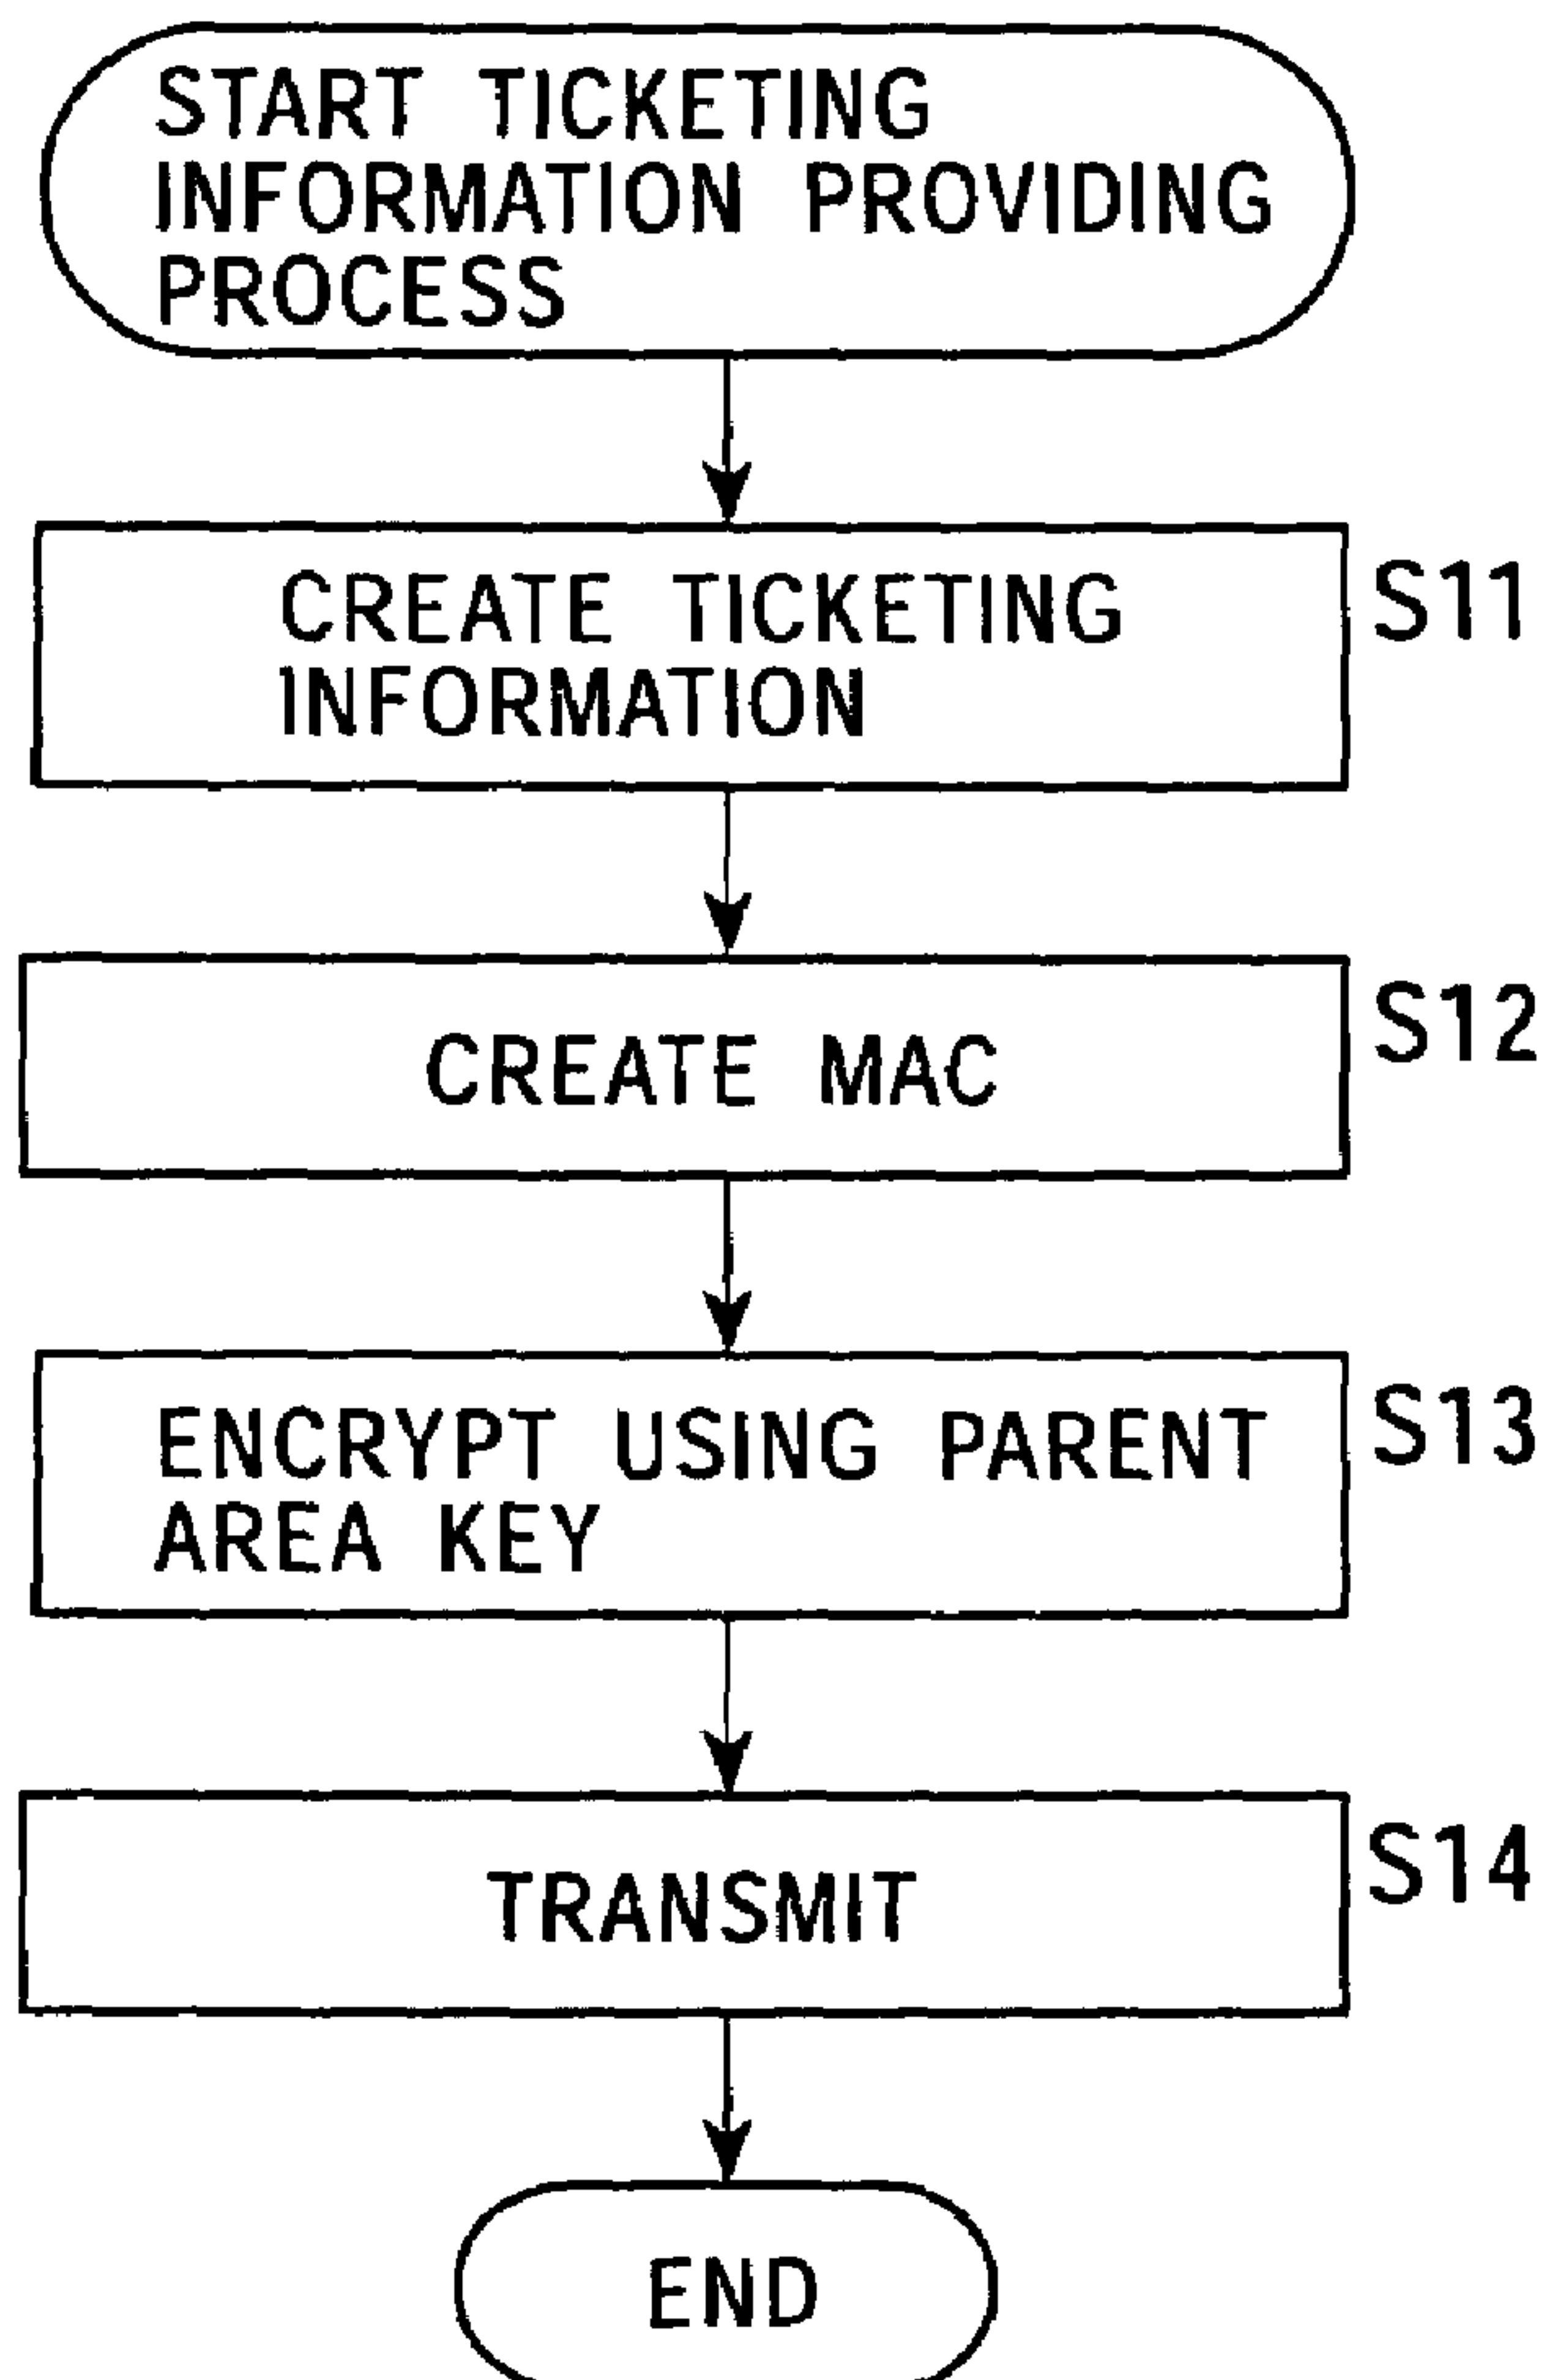 START TICKETING
INFORMATION PROVIDING
PROCESS
CREATE TICKETING
INFORMATION
S11
CREATE MAC
S12
ENCRYPT USING PARENT
AREA KEY
S13
TRANSMIT
S14
END